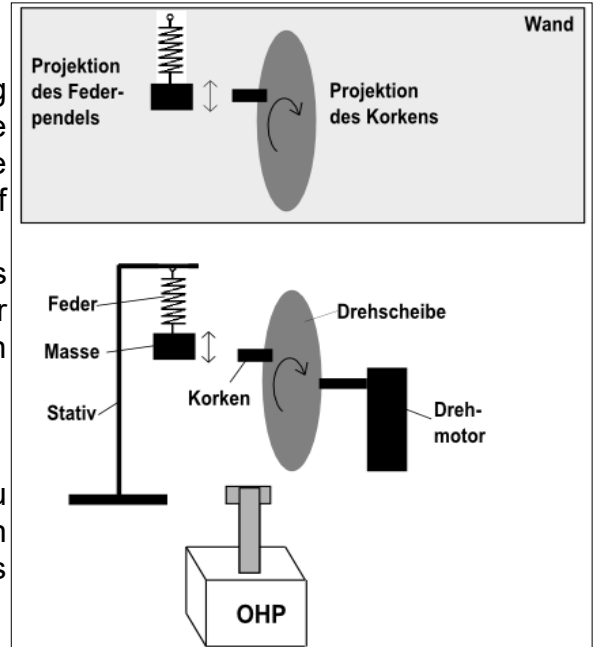 Wand
Projektion
des Feder-
pendels
Projektion
des Korkens
Feder
Drehscheibe
Masse
Korken
Stativ
Dreh-
motor
OHP